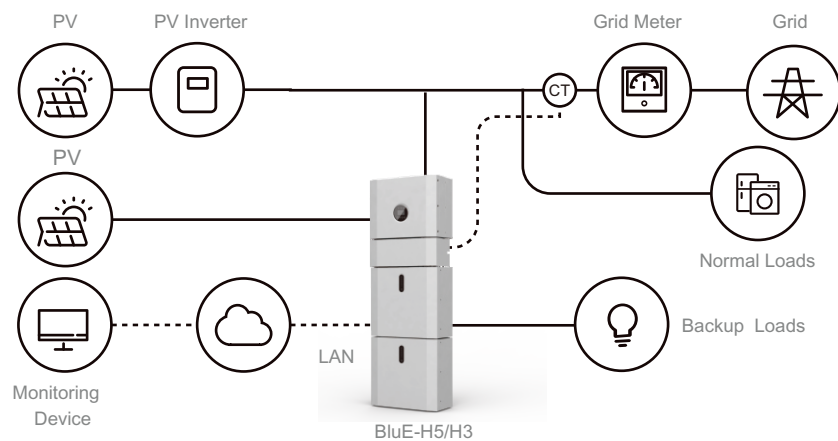 PV
PV Inverter
Grid Meter
Grid
CT
PV
Normal Loads
Backup Loads
LAN
Monitoring
Device
BluE-H5/H3